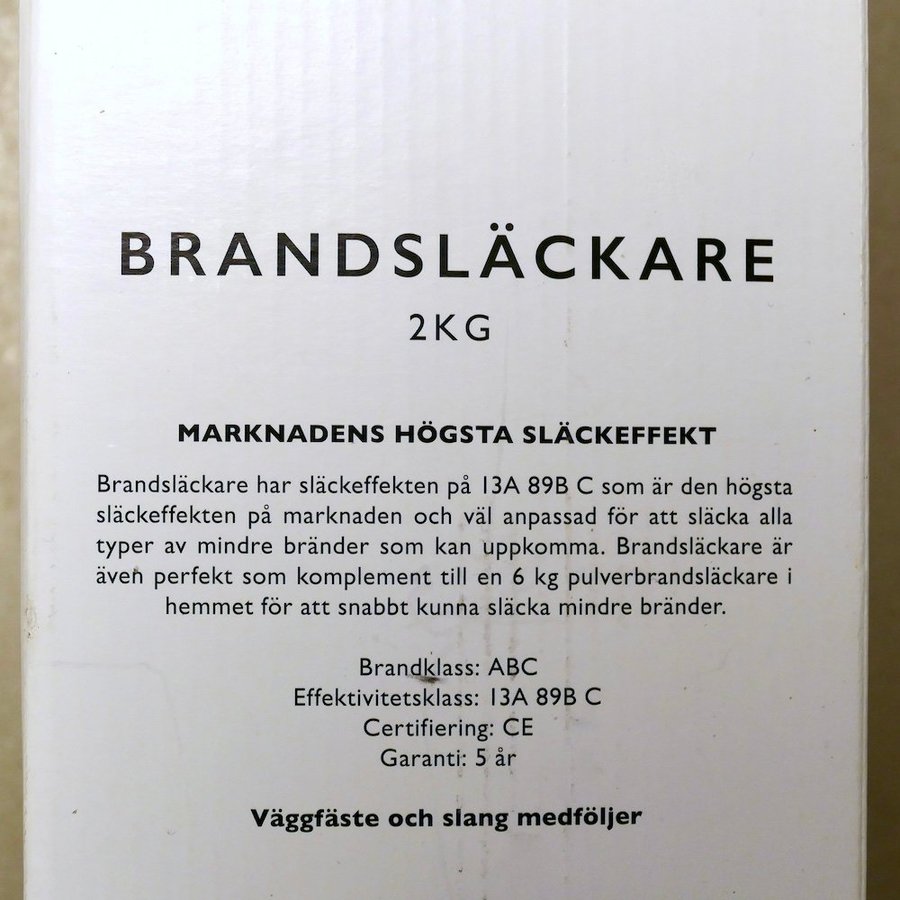 BRANDSLÄCKARE
2KG
MARKNADENS HÖGSTA SLÄCKEFFEKT
Brandsläckare har släckeffekten på 13A 89B C som är den högsta
släckeffekten på marknaden och väl anpassad för att släcka alla
typer av mindre bränder som kan uppkomma. Brandsläckare är
även perfekt som komplement till en 6 kg pulverbrandsläckare i
hemmet för att snabbt kunna släcka mindre bränder.
Brandklass: ABC
Effektivitetsklass: 13A 89B C
Certifiering: CE
Garanti: 5 år
Väggfäste och slang medföljer